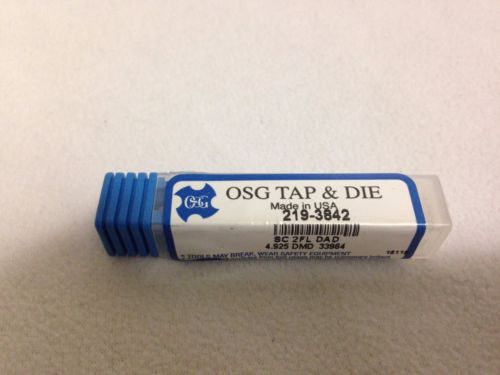 OSG
OSG TAP & DIE
Made in USA
219-3842
SC 2FL DAD
4.925 DMD 33964
TOOLS MAY BREAK, WEAR SAFETY EQUIPMENT